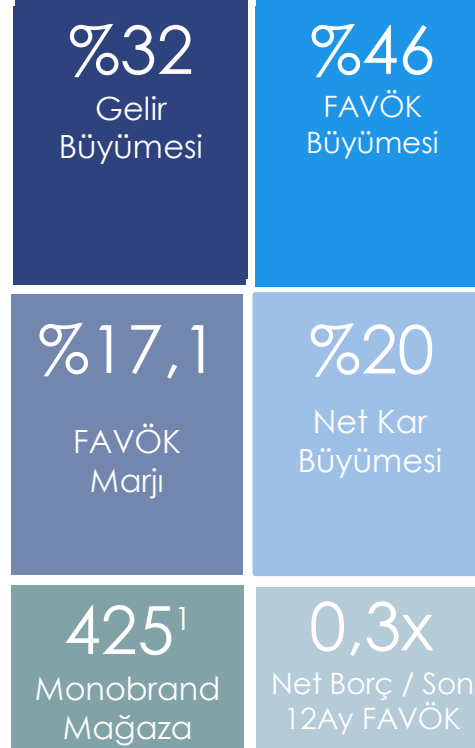 %32
Gelir
Büyümesi
%46
FAVÖK
Büyümesi
%17,1
FAVÖK
Marjı
%20
Net Kar
Büyümesi
425¹
Monobrand
Mağaza
0,3x
Net Borç / Son
12Ay FAVÖK